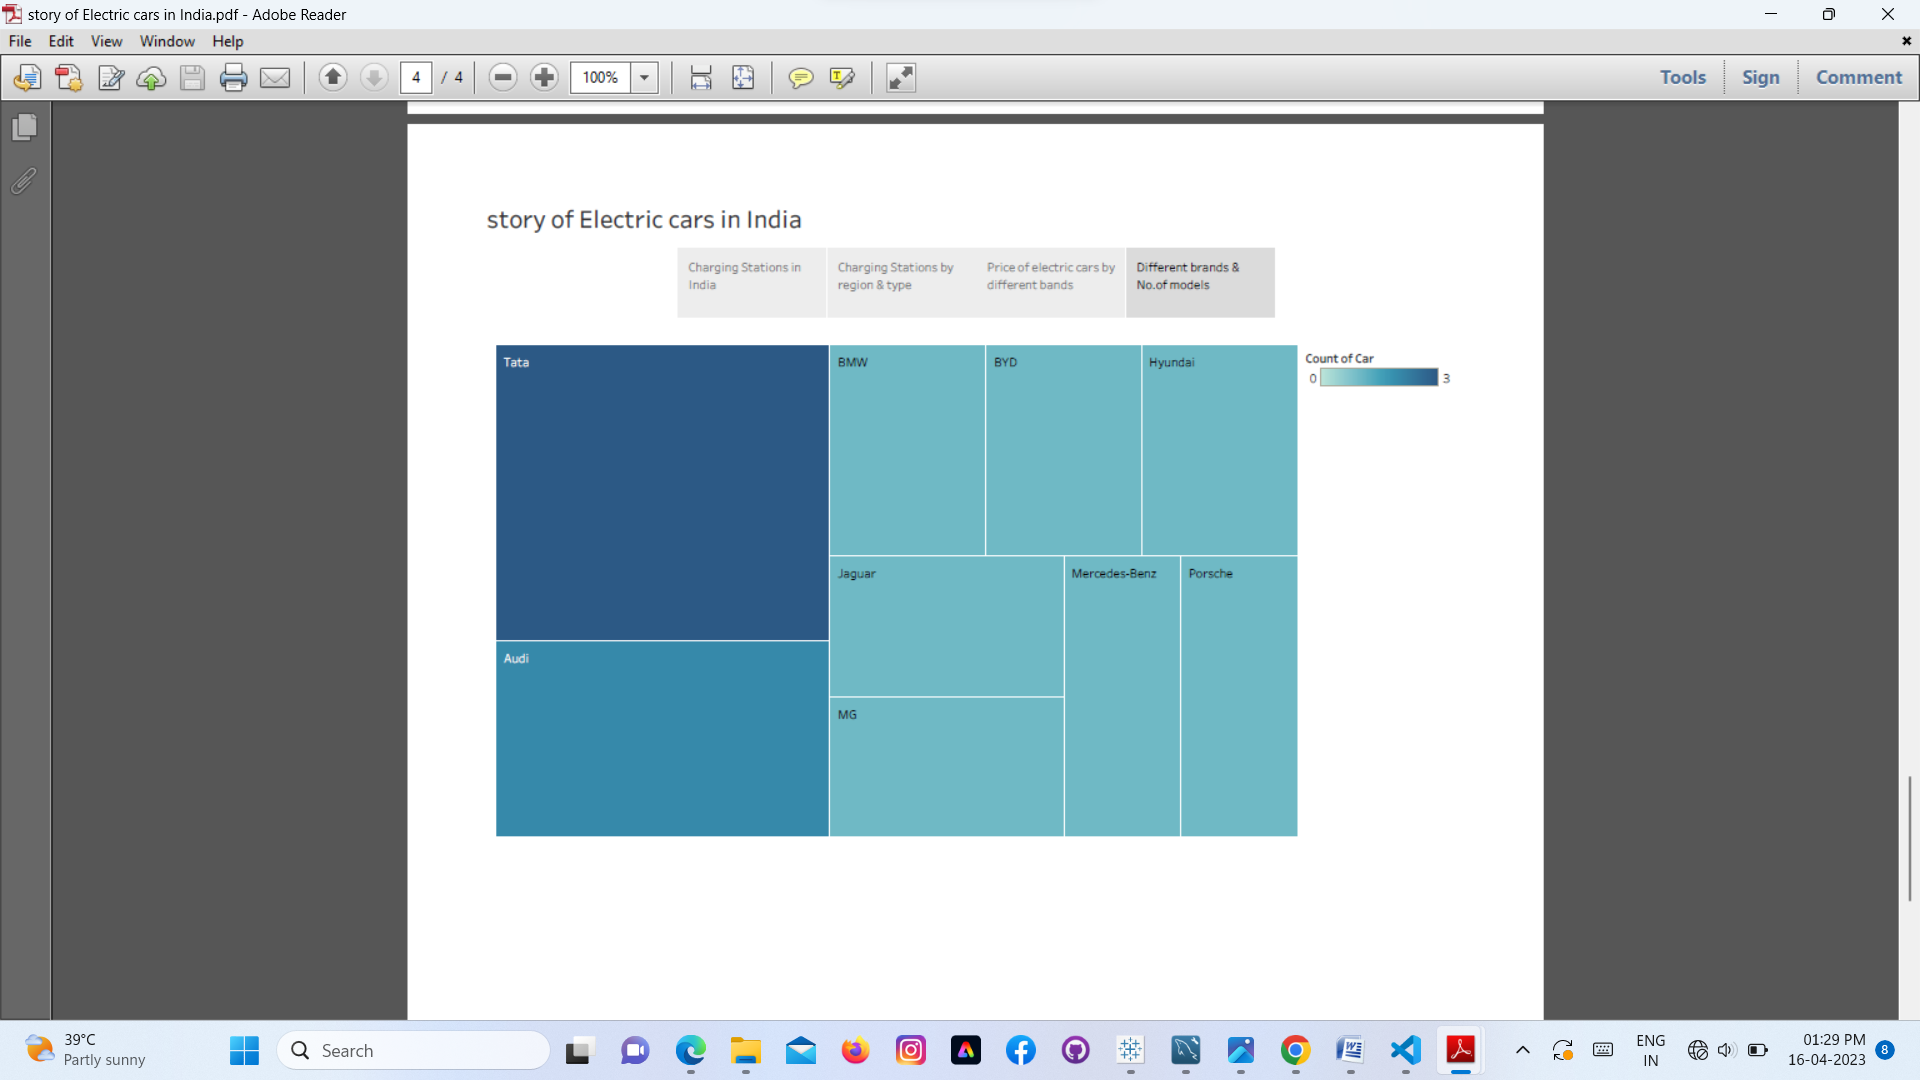 story of Electric cars in India.pdf - Adobe Reader
File Edit View Window Help
4 / 4 100% Tools Sign Comment
story of Electric cars in India
Charging Stations in
India
Charging Stations by
region & type
Price of electric cars by
different bands
Different brands &
No.of models
Tata
BMW
BYD
Hyundai
Count of Car
0 3
Jaguar
Mercedes-Benz
Porsche
Audi
MG
39°C
Partly sunny
Search
ENG
IN
01:29 PM
16-04-2023
8